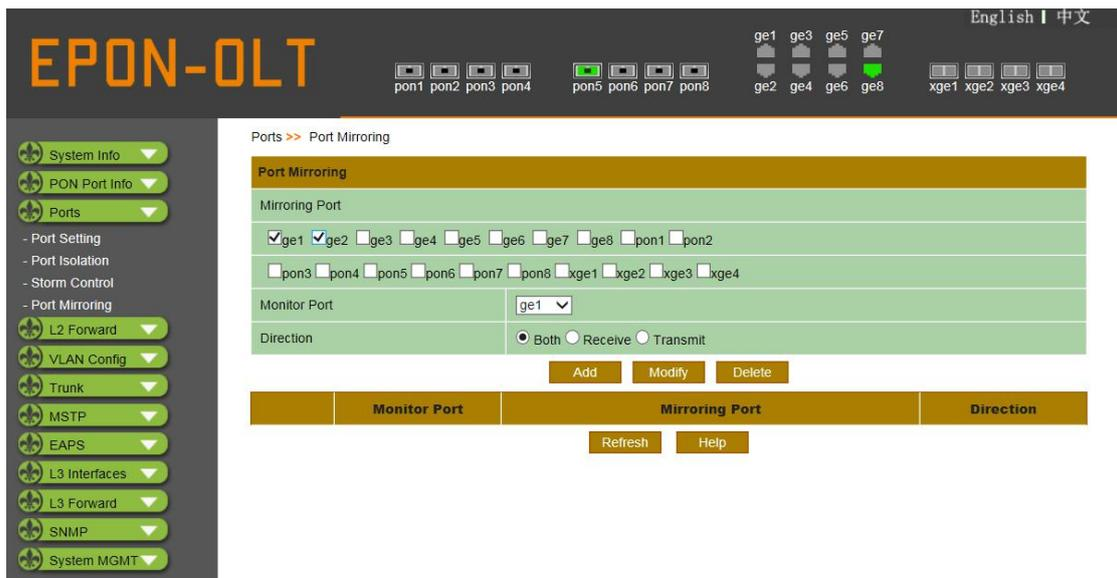 English 中文
EPON-OLT
ge1 ge3 ge5 ge7
pon1 pon2 pon3 pon4 pon5 pon6 pon7 pon8 ge2 ge4 ge6 ge8 xge1 xge2 xge3 xge4
System Info
PON Port Info
Ports
- Port Setting
- Port Isolation
- Storm Control
- Port Mirroring
L2 Forward
VLAN Config
Trunk
MSTP
EAPS
L3 Interfaces
L3 Forward
SNMP
System MGMT
Ports >> Port Mirroring
Port Mirroring
Mirroring Port
ge1 ge2 ge3 ge4 ge5 ge6 ge7 ge8 pon1 pon2
pon3 pon4 pon5 pon6 pon7 pon8 xge1 xge2 xge3 xge4
Monitor Port ge1
Direction Both Receive Transmit
Add Modify Delete
Monitor Port Mirroring Port Direction
Refresh Help